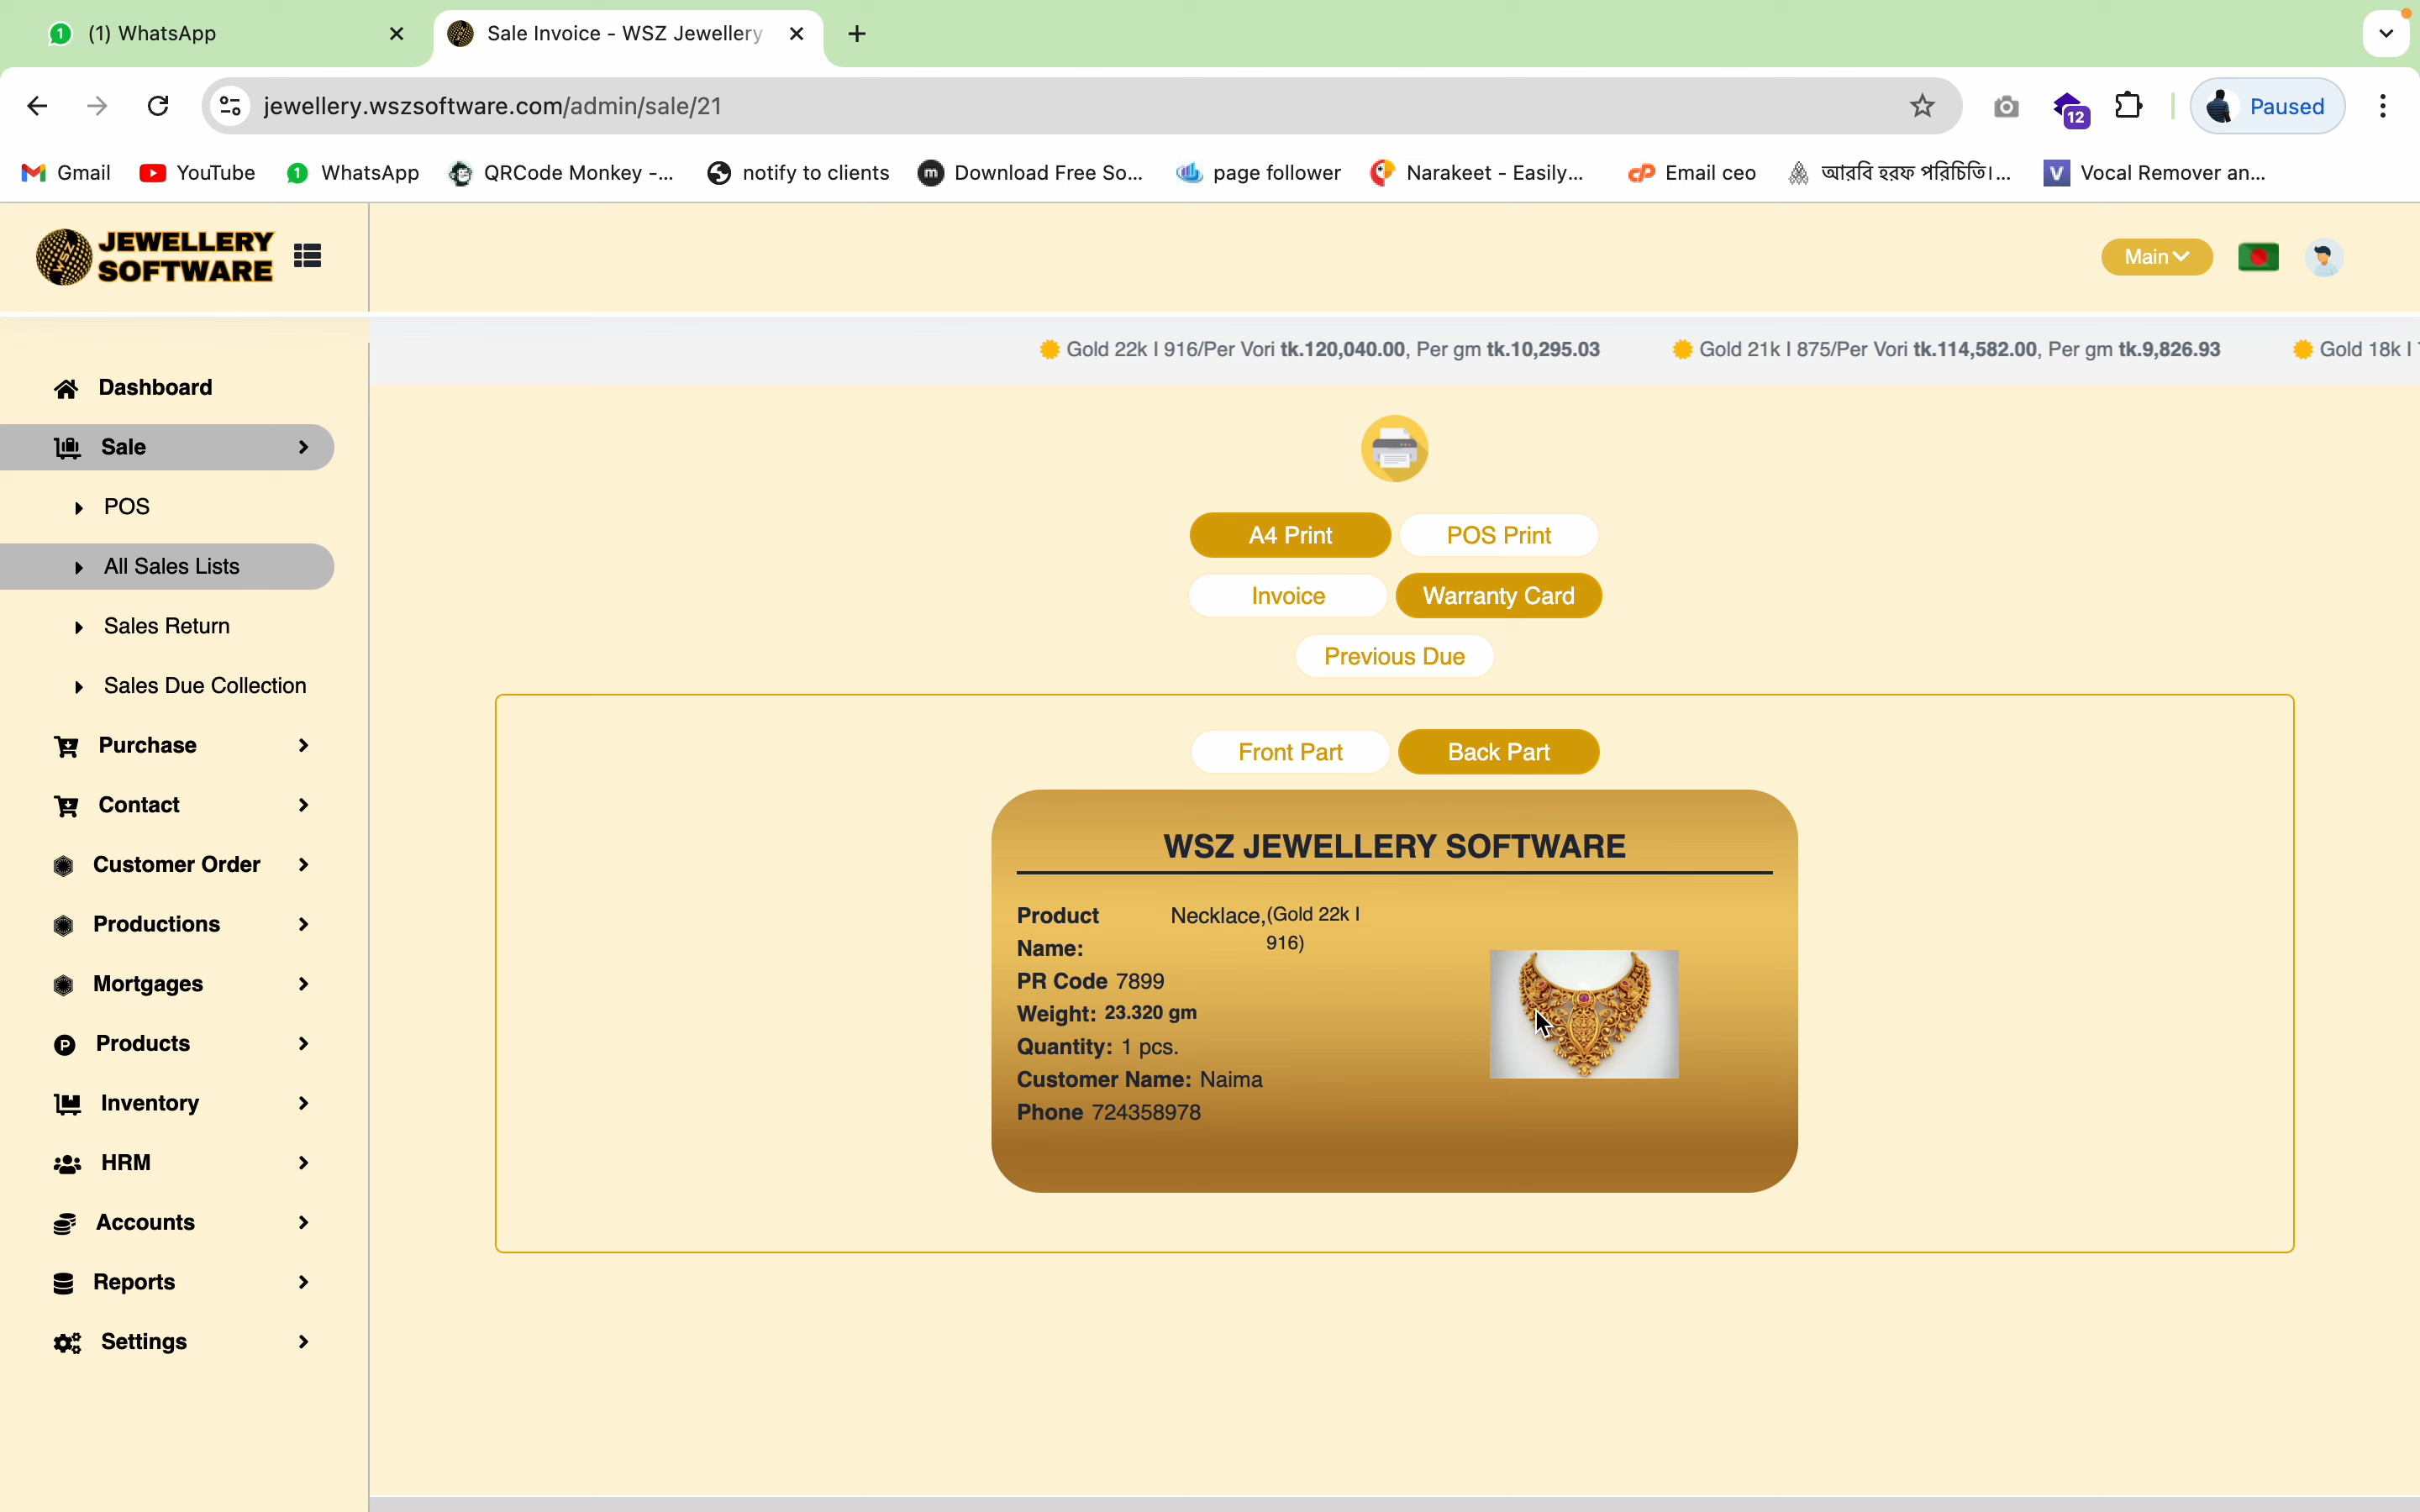 (1) WhatsApp
Sale Invoice - WSZ Jewellery
jewellery.wszsoftware.com/admin/sale/21
12
Paused
Gmail
YouTube
WhatsApp
QRCode Monkey -...
notify to clients
Download Free So...
page follower
Narakeet - Easily...
Email ceo
আরবি হরফ পরিচিতি।...
Vocal Remover an...
WSZ
JEWELLERY
SOFTWARE
Main
Gold 22k | 916/Per Vori tk.120,040.00, Per gm tk.10,295.03
Gold 21k | 875/Per Vori tk.114,582.00, Per gm tk.9,826.93
Gold 18k |
Dashboard
Sale
POS
All Sales Lists
Sales Return
Sales Due Collection
Purchase
Contact
Customer Order
Productions
Mortgages
Products
Inventory
HRM
Accounts
Reports
Settings
A4 Print
POS Print
Invoice
Warranty Card
Previous Due
Front Part
Back Part
WSZ JEWELLERY SOFTWARE
Product Necklace,(Gold 22k |
Name: 916)
PR Code 7899
Weight: 23.320 gm
Quantity: 1 pcs.
Customer Name: Naima
Phone 724358978